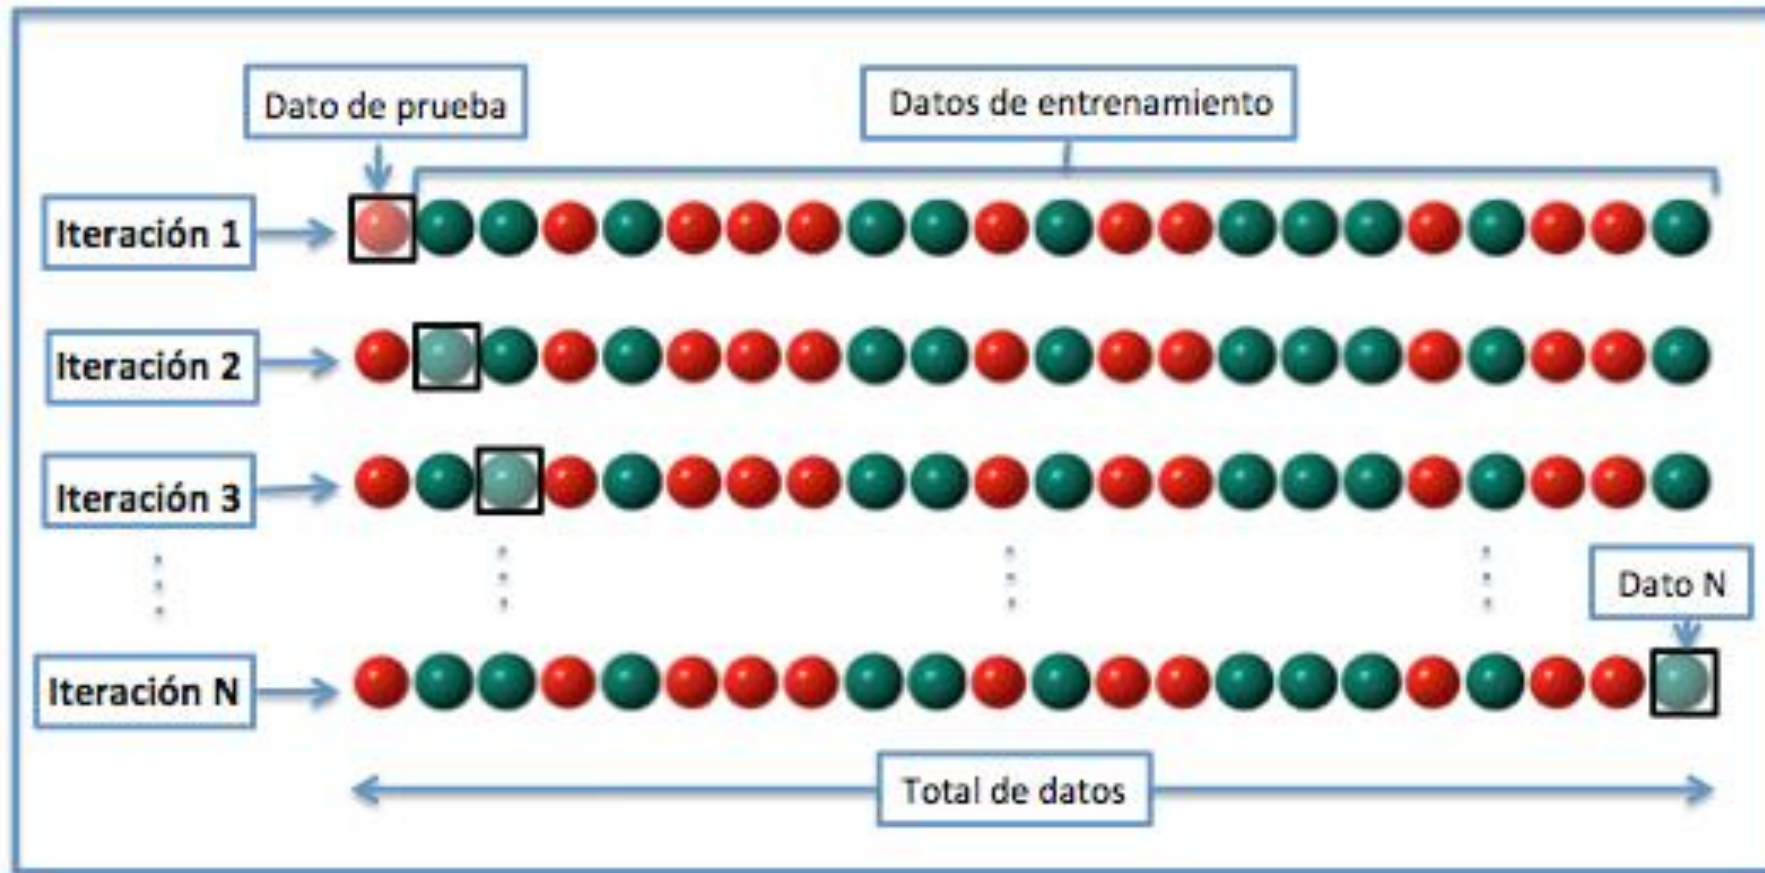 Dato de prueba
Datos de entrenamiento
Iteración 1
Iteración 2
Iteración 3
Dato N
Iteración N
Total de datos